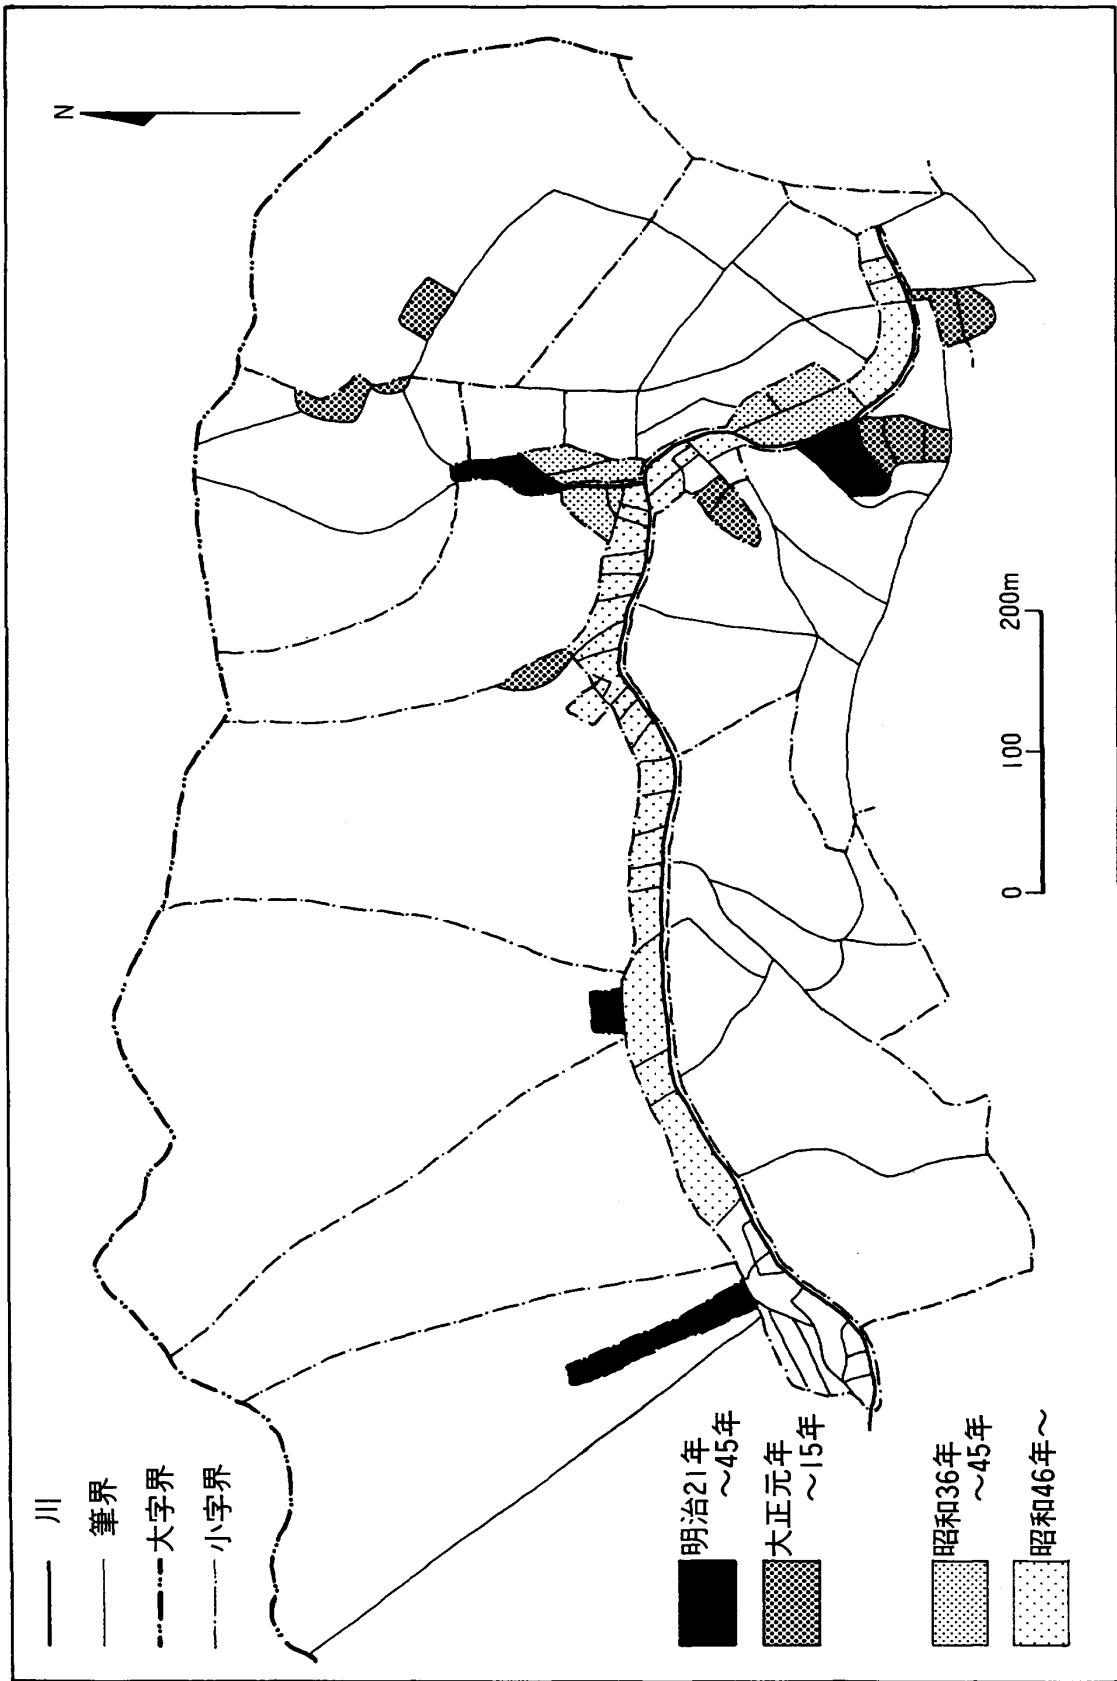 N
川
筆界
大字界
小字界
明治21年
～45年
大正元年
～15年
昭和36年
～45年
昭和46年～
0
100
200m